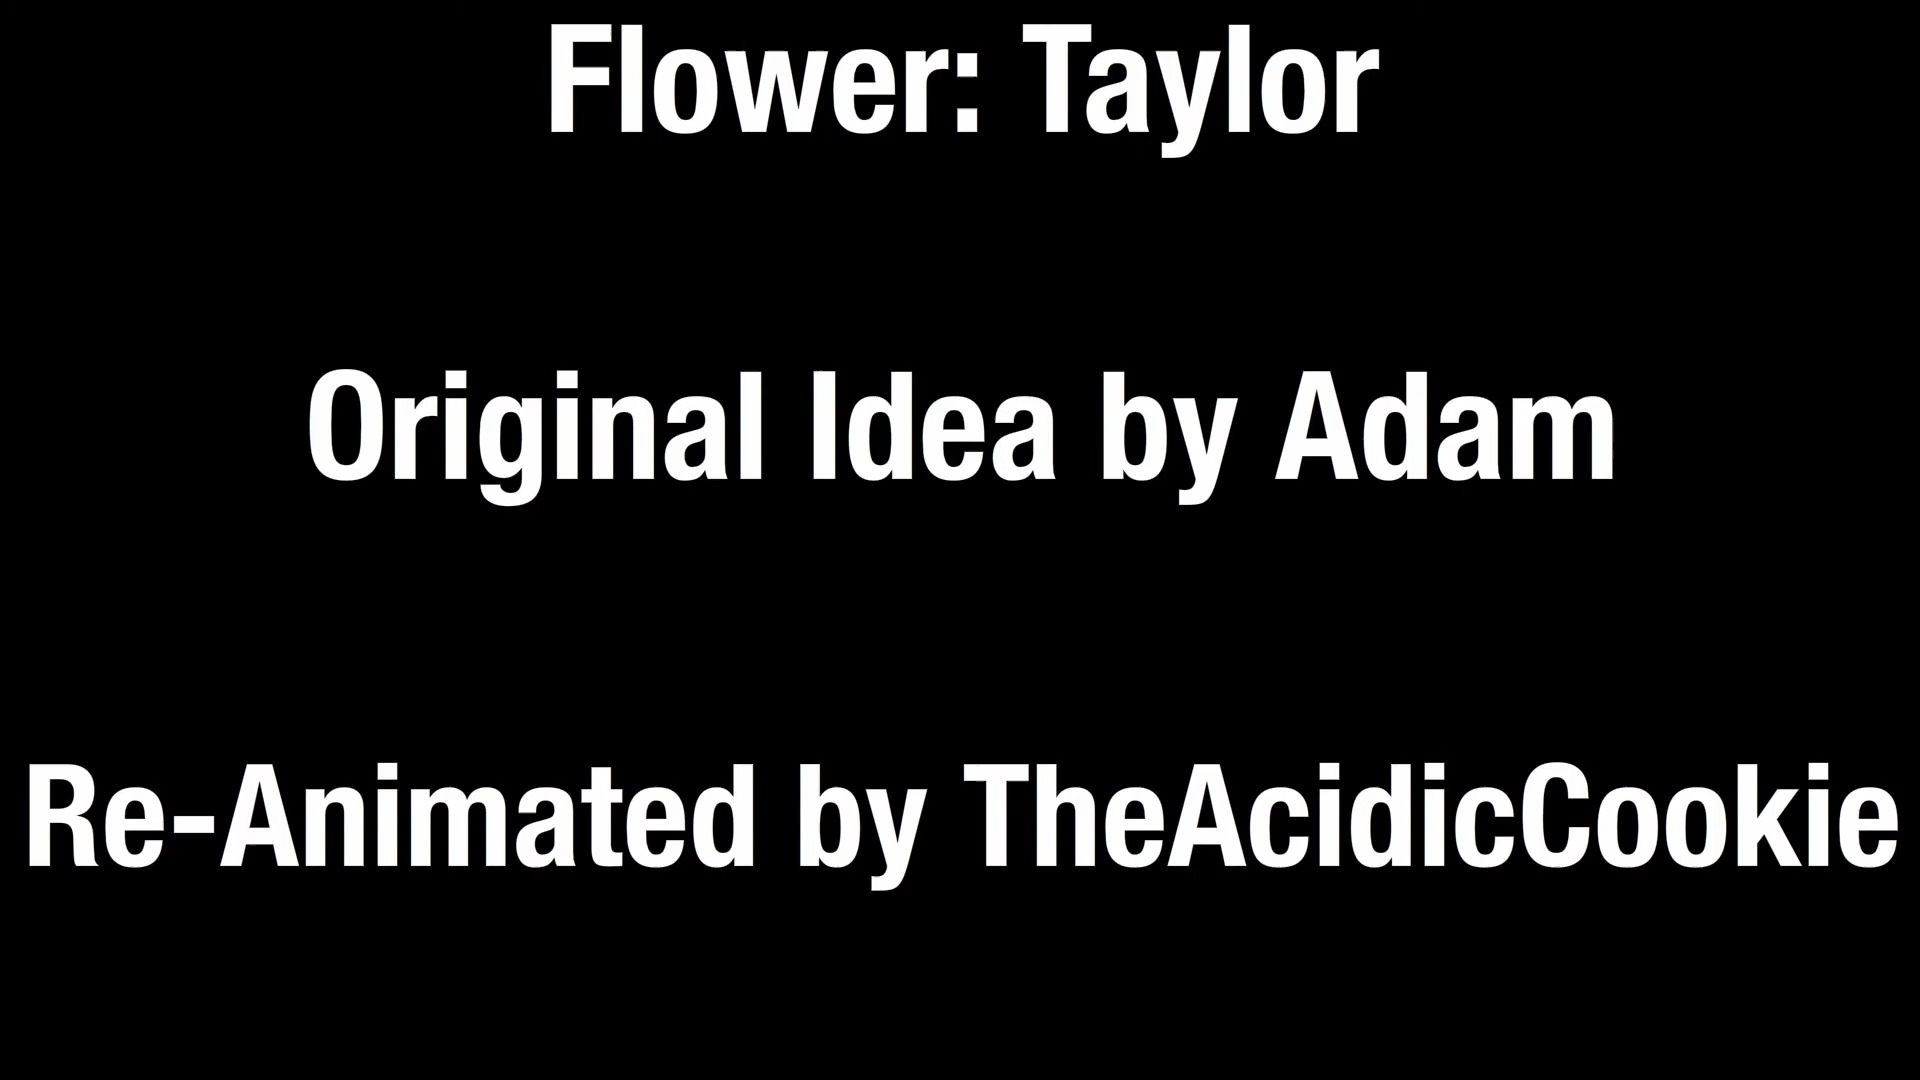 Flower: Taylor
Original Idea by Adam
Re-Animated by TheAcidicCookie